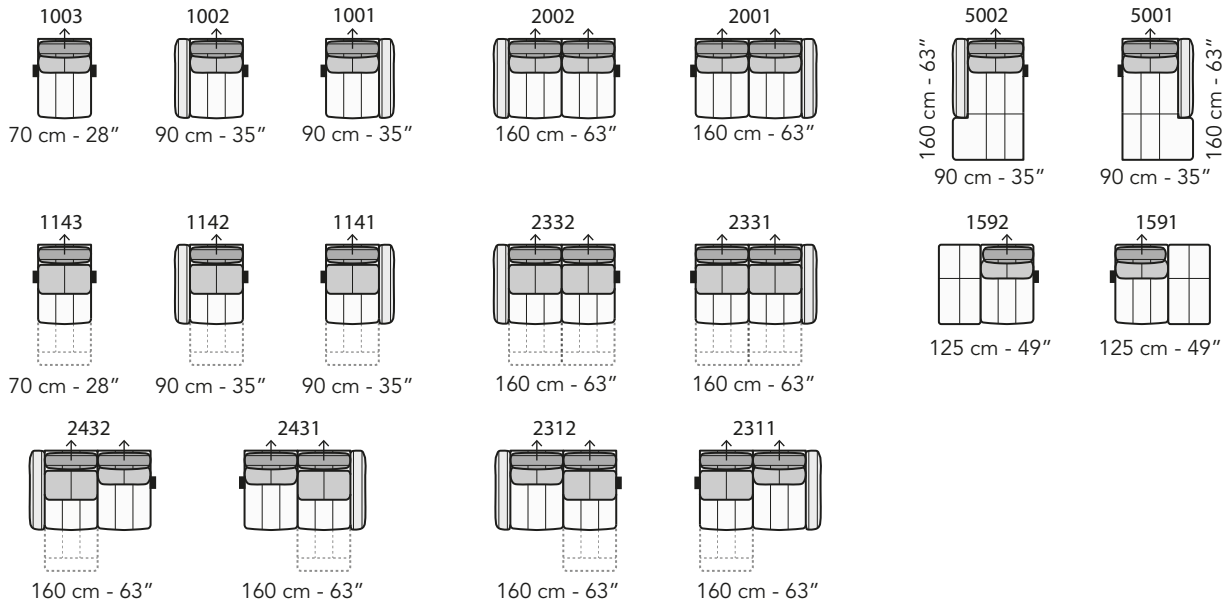 1003 1002 1001 2002 2001 5002 5001
160 cm - 63”
160 cm - 63”
70 cm - 28” 90 cm - 35” 90 cm - 35” 160 cm - 63” 160 cm - 63”
90 cm - 35” 90 cm - 35”
1143 1142 1141 2332 2331 1592 1591
125 cm - 49” 125 cm - 49”
70 cm - 28” 90 cm - 35” 90 cm - 35” 160 cm - 63” 160 cm - 63”
2432 2431 2312 2311
160 cm - 63” 160 cm - 63” 160 cm - 63” 160 cm - 63”